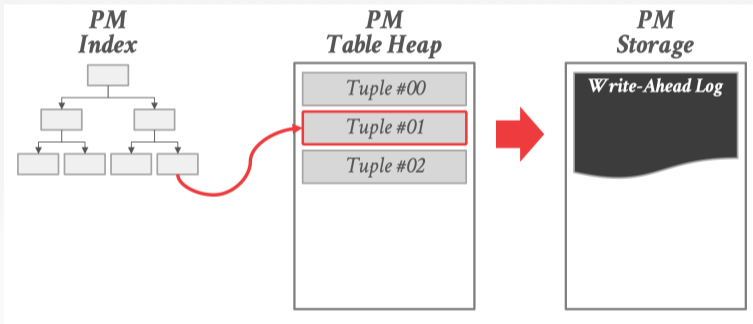 PM
Index
PM
Table Heap
PM
Storage
Tuple #00
Tuple #01
Tuple #02
Write-Ahead Log